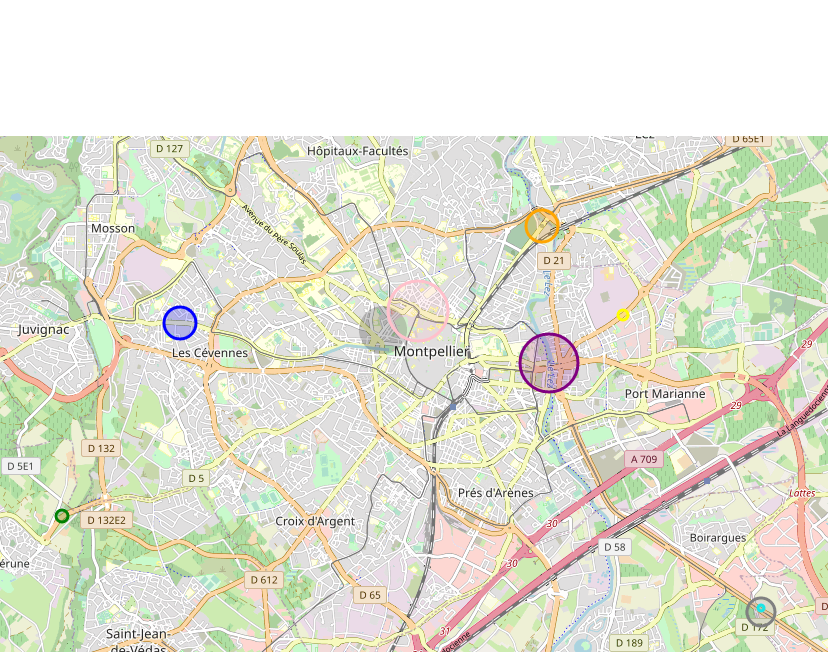 Hôpitaux-Facultés
D 127
D 65E1
Avenue du Père Soulas
Mosson
D 21
Juvignac
Les Cévennes
Montpellier
29
Port Marianne
29
D 132
D 5E1
D 5
A 709
La Languedocienne
Prés d'Arènes
Lattes
D 132E2
Croix d'Argent
30
Boirargues
D 58
30
D 612
D 65
Saint-Jean-
de-Védas
31
D 172
D 189